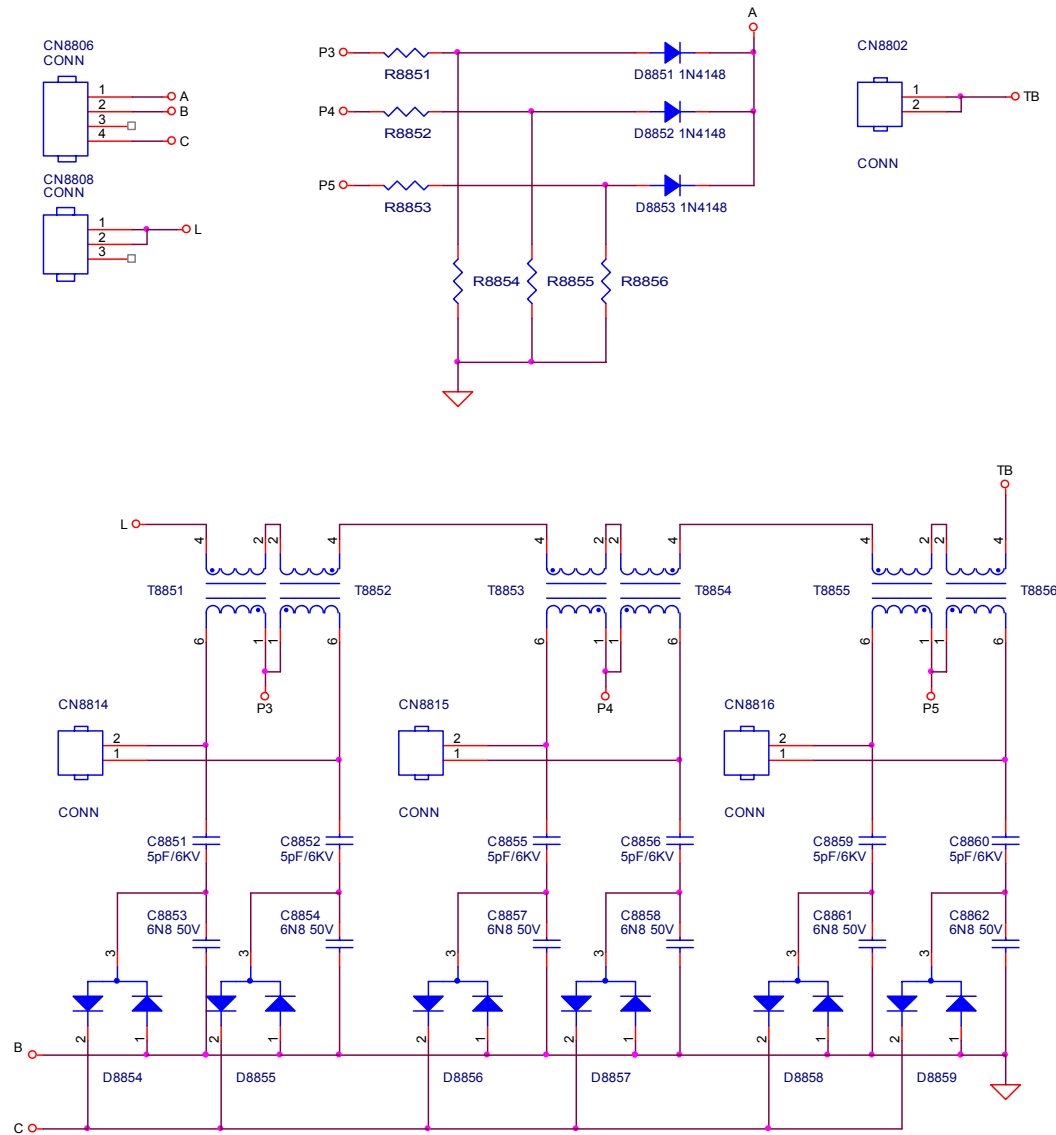 A
CN8806
CONN
1
2
3
4
A
B
C
CN8808
CONN
1
2
3
L
P3
R8851
D8851 1N4148
P4
R8852
D8852 1N4148
P5
R8853
D8853 1N4148
R8854
R8855
R8856
CN8802
1
2
TB
CONN
TB
L
4
2
2
4
4
2
2
4
4
2
2
4
T8851
T8852
T8853
T8854
T8855
T8856
6
1
1
6
6
1
1
6
6
1
1
6
P3
P4
P5
CN8814
2
1
CONN
CN8815
2
1
CONN
CN8816
2
1
CONN
C8851
5pF/6KV
C8852
5pF/6KV
C8855
5pF/6KV
C8856
5pF/6KV
C8859
5pF/6KV
C8860
5pF/6KV
C8853
6N8 50V
C8854
6N8 50V
C8857
6N8 50V
C8858
6N8 50V
C8861
6N8 50V
C8862
6N8 50V
3
3
3
3
3
3
2
1
2
1
2
1
2
1
2
1
2
1
B
D8854
D8855
D8856
D8857
D8858
D8859
C